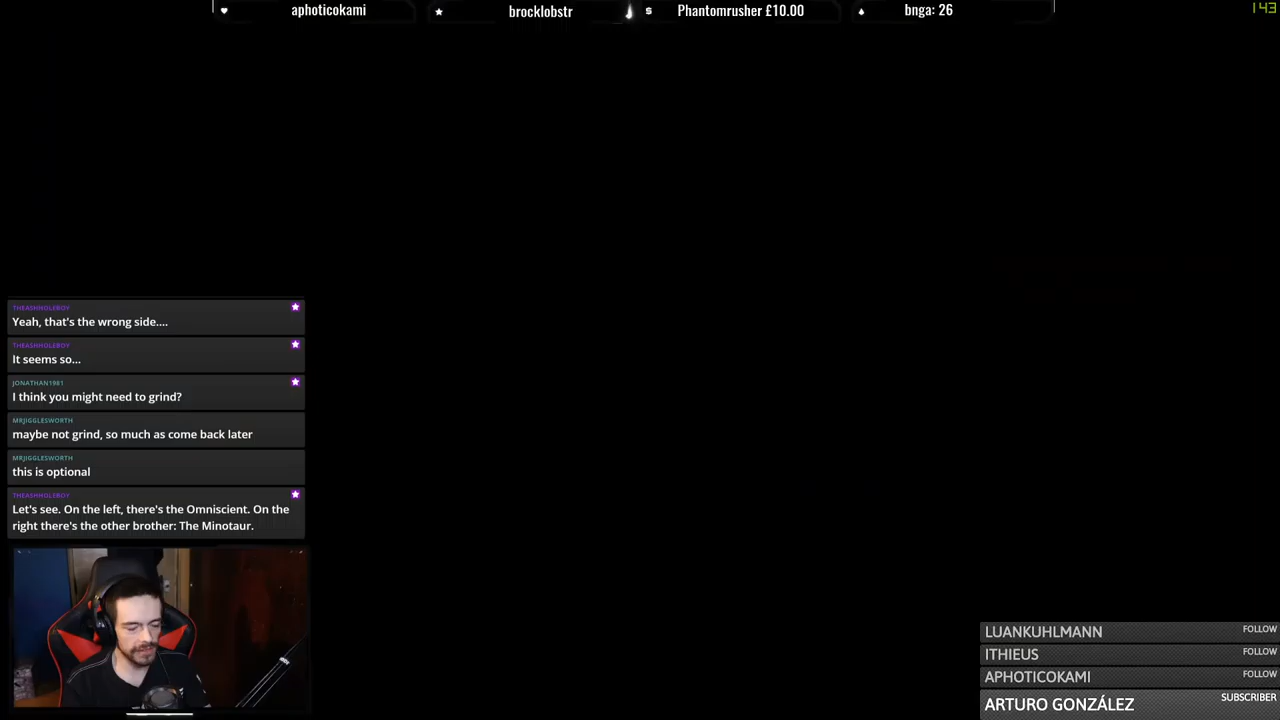 aphoticokami
brocklobstr
S Phantomrusher £10.00
bnga: 26
143
THEASHHOLEBOY
Yeah, that's the wrong side....
THEASHHOLEBOY
It seems so...
JONATHAN1981
I think you might need to grind?
MRJIGGLESWORTH
maybe not grind, so much as come back later
MRJIGGLESWORTH
this is optional
THEASHHOLEBOY
Let's see. On the left, there's the Omniscient. On the
right there's the other brother: The Minotaur.
LUANKUHLMANN FOLLOW
ITHIEUS FOLLOW
APHOTICOKAMI FOLLOW
ARTURO GONZÁLEZ SUBSCRIBER